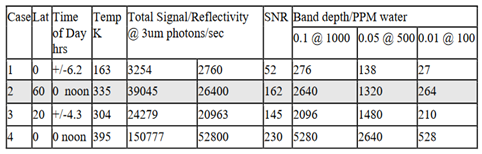 Case Lat Time of Day hrs Temp K Total Signal/Reflectivity @ 3um photons/sec SNR Band depth/PPM water
0.1 @ 1000 0.05 @ 500 0.01 @ 100
1 0 +/-6.2 163 3254 2760 52 276 138 27
2 60 0 noon 335 39045 26400 162 2640 1320 264
3 20 +/-4.3 304 24279 20963 145 2096 1480 210
4 0 0 noon 395 150777 52800 230 5280 2640 528